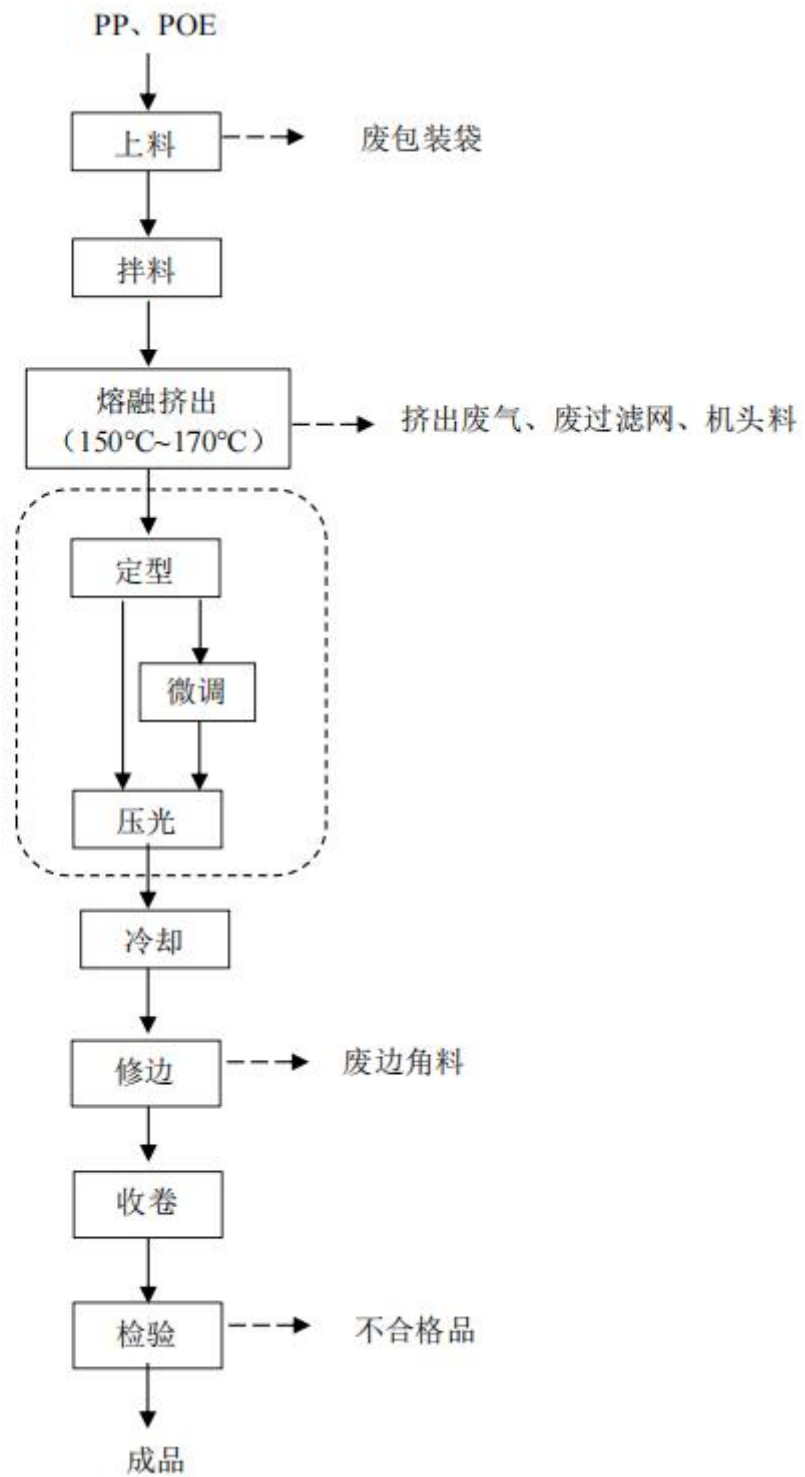 PP、POE
上料
废包装袋
拌料
熔融挤出
（150℃~170℃）
挤出废气、废过滤网、机头料
定型
微调
压光
冷却
修边
废边角料
收卷
检验
不合格品
成品